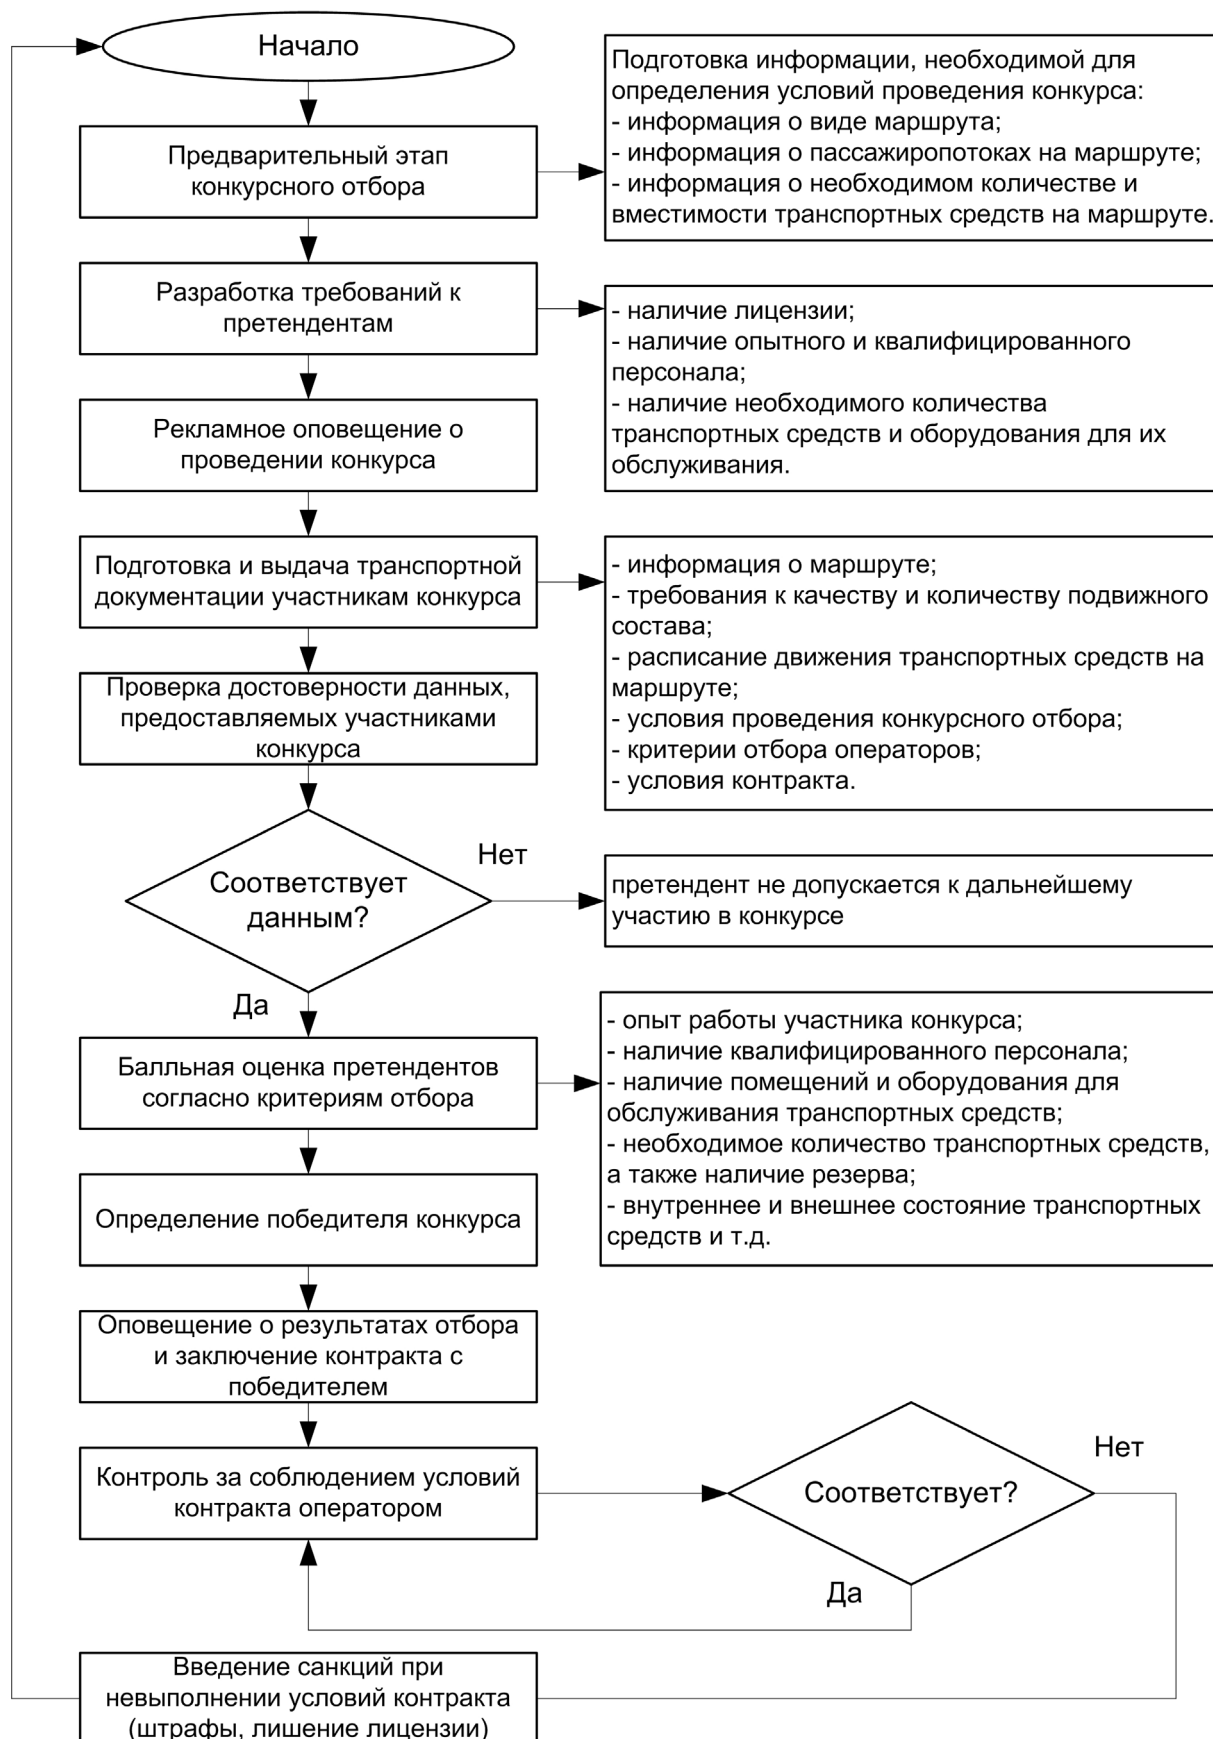 Начало
Подготовка информации, необходимой для
определения условий проведения конкурса:
- информация о виде маршрута;
- информация о пассажиропотоках на маршруте;
- информация о необходимом количестве и
вместимости транспортных средств на маршруте.
Предварительный этап
конкурсного отбора
Разработка требований к
претендентам
- наличие лицензии;
- наличие опытного и квалифицированного
персонала;
- наличие необходимого количества
транспортных средств и оборудования для их
обслуживания.
Рекламное оповещение о
проведении конкурса
Подготовка и выдача транспортной
документации участникам конкурса
- информация о маршруте;
- требования к качеству и количеству подвижного
состава;
- расписание движения транспортных средств на
маршруте;
- условия проведения конкурсного отбора;
- критерии отбора операторов;
- условия контракта.
Проверка достоверности данных,
предоставляемых участниками
конкурса
Соответствует
данным?
Нет
претендент не допускается к дальнейшему
участию в конкурсе
Да
Балльная оценка претендентов
согласно критериям отбора
- опыт работы участника конкурса;
- наличие квалифицированного персонала;
- наличие помещений и оборудования для
обслуживания транспортных средств;
- необходимое количество транспортных средств,
а также наличие резерва;
- внутреннее и внешнее состояние транспортных
средств и т.д.
Определение победителя конкурса
Оповещение о результатах отбора
и заключение контракта с
победителем
Контроль за соблюдением условий
контракта оператором
Соответствует?
Нет
Да
Введение санкций при
невыполнении условий контракта
(штрафы, лишение лицензии)